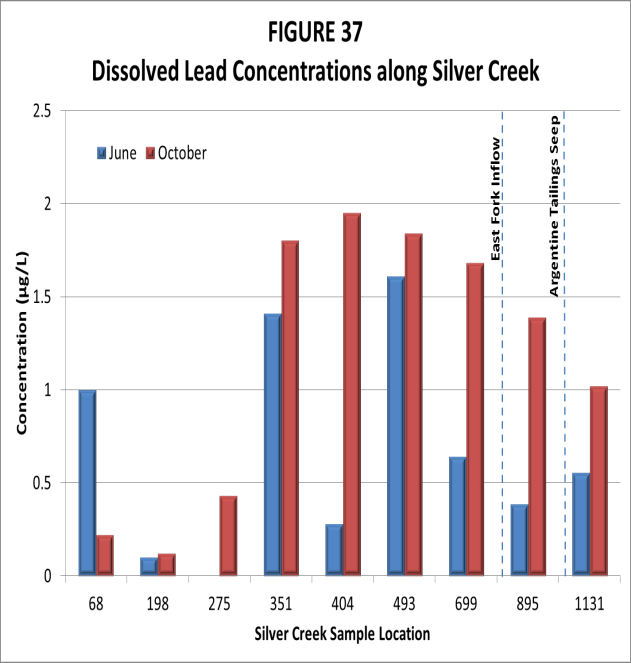 FIGURE 37
Dissolved Lead Concentrations along Silver Creek
2.5
June October
2
1.5
1
0.5
0
Concentration (µg/L)
East Fork Inflow
Argentine Tailings Seep
68 198 275 351 404 493 699 895 1131
Silver Creek Sample Location